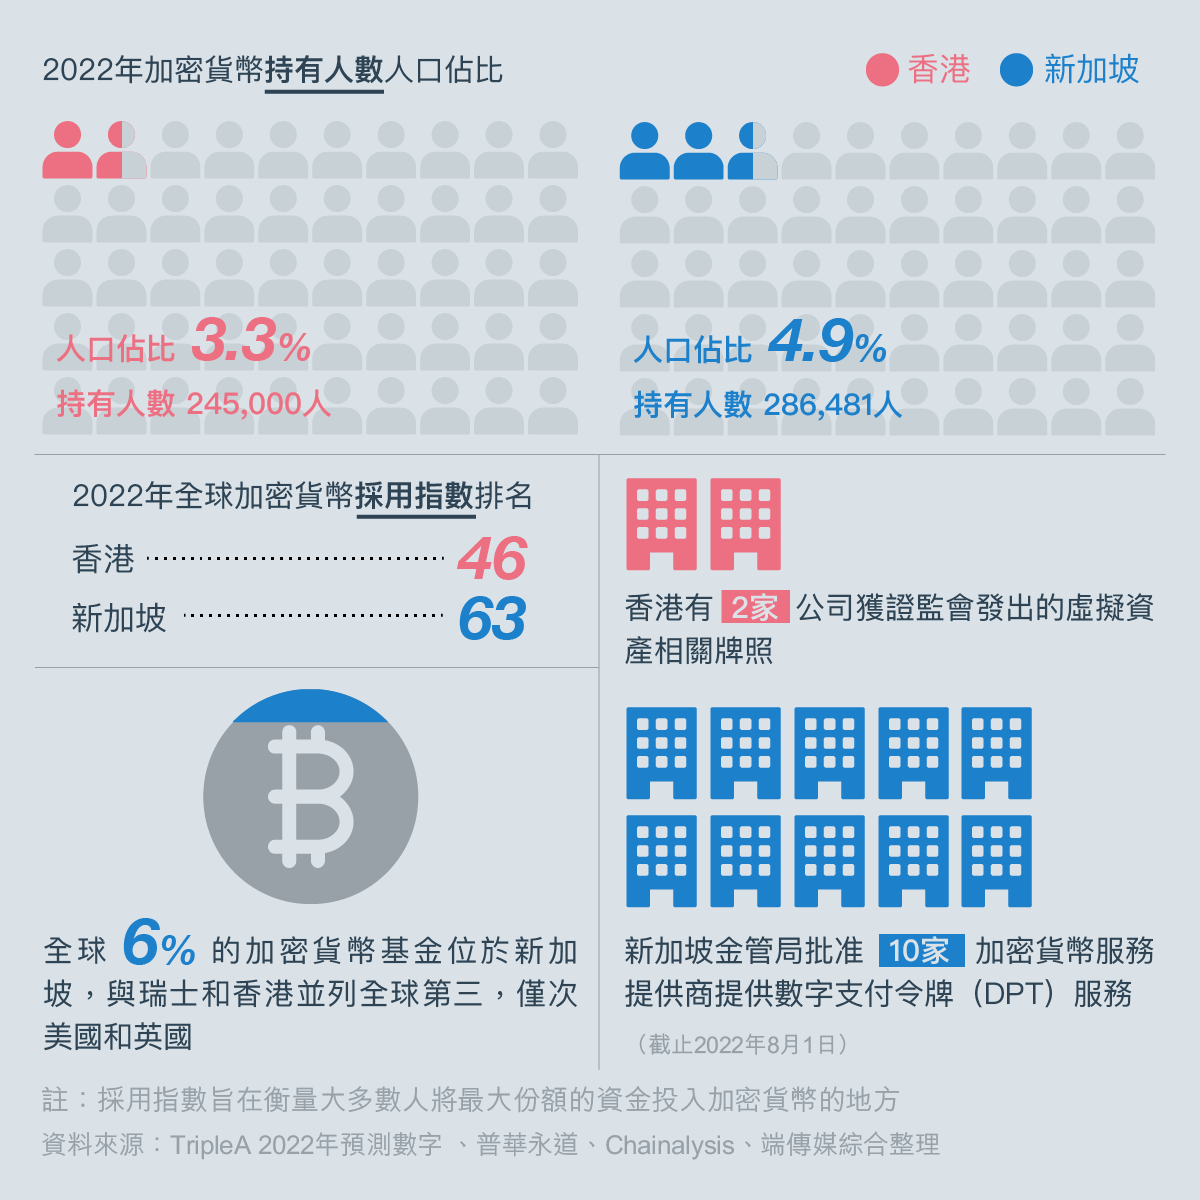 2022年加密貨幣持有人數人口佔比
香港 新加坡
人口佔比 3.3%
持有人數 245,000人
人口佔比 4.9%
持有人數 286,481人
2022年全球加密貨幣採用指數排名
香港 46
新加坡 63
全球 6% 的加密貨幣基金位於新加
坡，與瑞士和香港並列全球第三，僅次
美國和英國
香港有 2家 公司獲證監會發出的虛擬資
產相關牌照
新加坡金管局批准 10家 加密貨幣服務
提供商提供數字支付令牌（DPT）服務
（截止2022年8月1日）
註：採用指數旨在衡量大多數人將最大份額的資金投入加密貨幣的地方
資料來源：TripleA 2022年預測數字 、普華永道、Chainalysis、端傳媒綜合整理